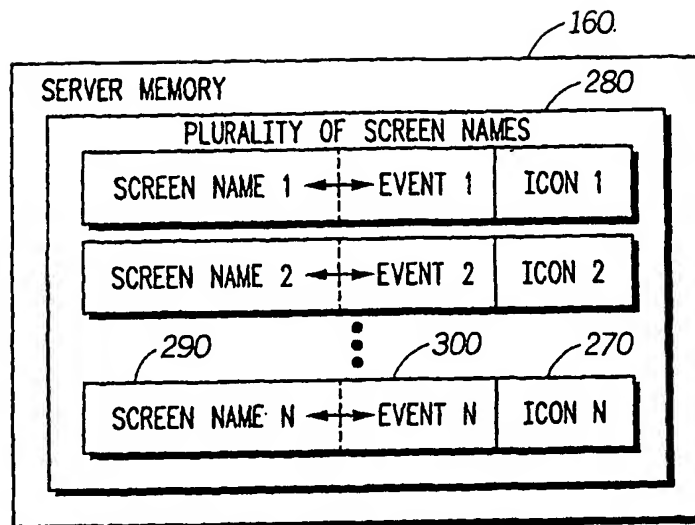 160.
SERVER MEMORY
280
PLURALITY OF SCREEN NAMES
SCREEN NAME 1 EVENT 1 ICON 1
SCREEN NAME 2 EVENT 2 ICON 2
290 300 270
SCREEN NAME N EVENT N ICON N